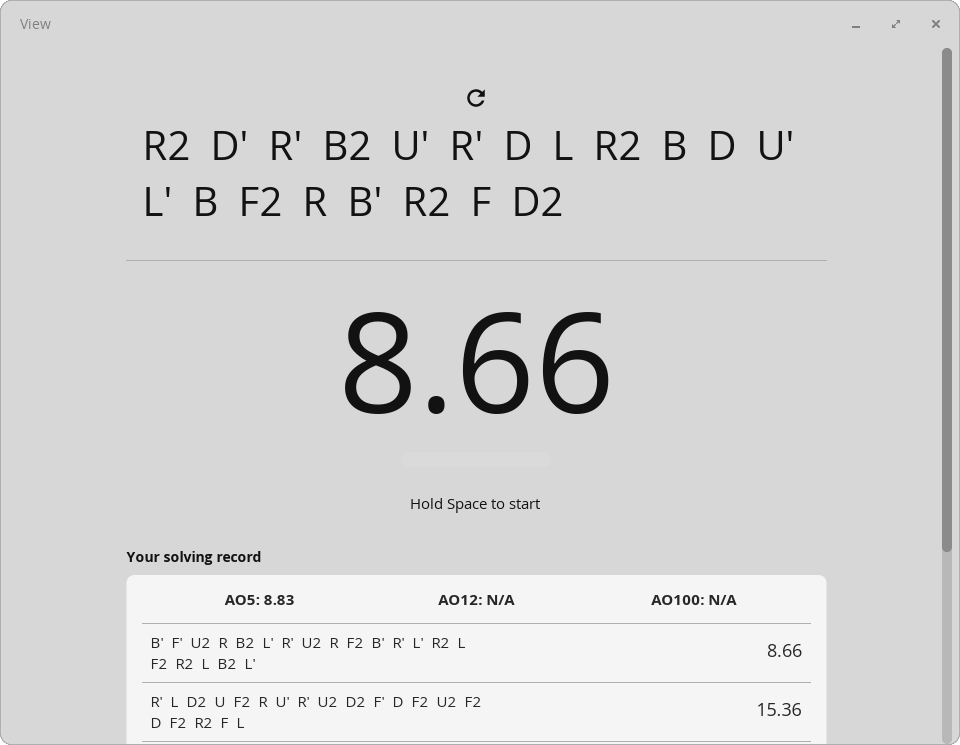 View
R2 D' R' B2 U' R' D L R2 B D U'
L' B F2 R B' R2 F D2
8.66
Hold Space to start
Your solving record
AO5: 8.83 AO12: N/A AO100: N/A
B' F' U2 R B2 L' R' U2 R F2 B' R' L' R2 L
F2 R2 L B2 L'
8.66
R' L D2 U F2 R U' R' U2 D2 F' D F2 U2 F2
D F2 R2 F L
15.36